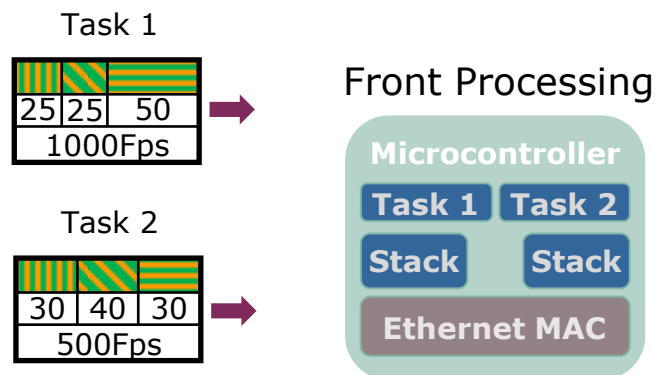 Task 1
25 25 50
1000Fps
Task 2
30 40 30
500Fps
Front Processing
Microcontroller
Task 1 Task 2
Stack Stack
Ethernet MAC